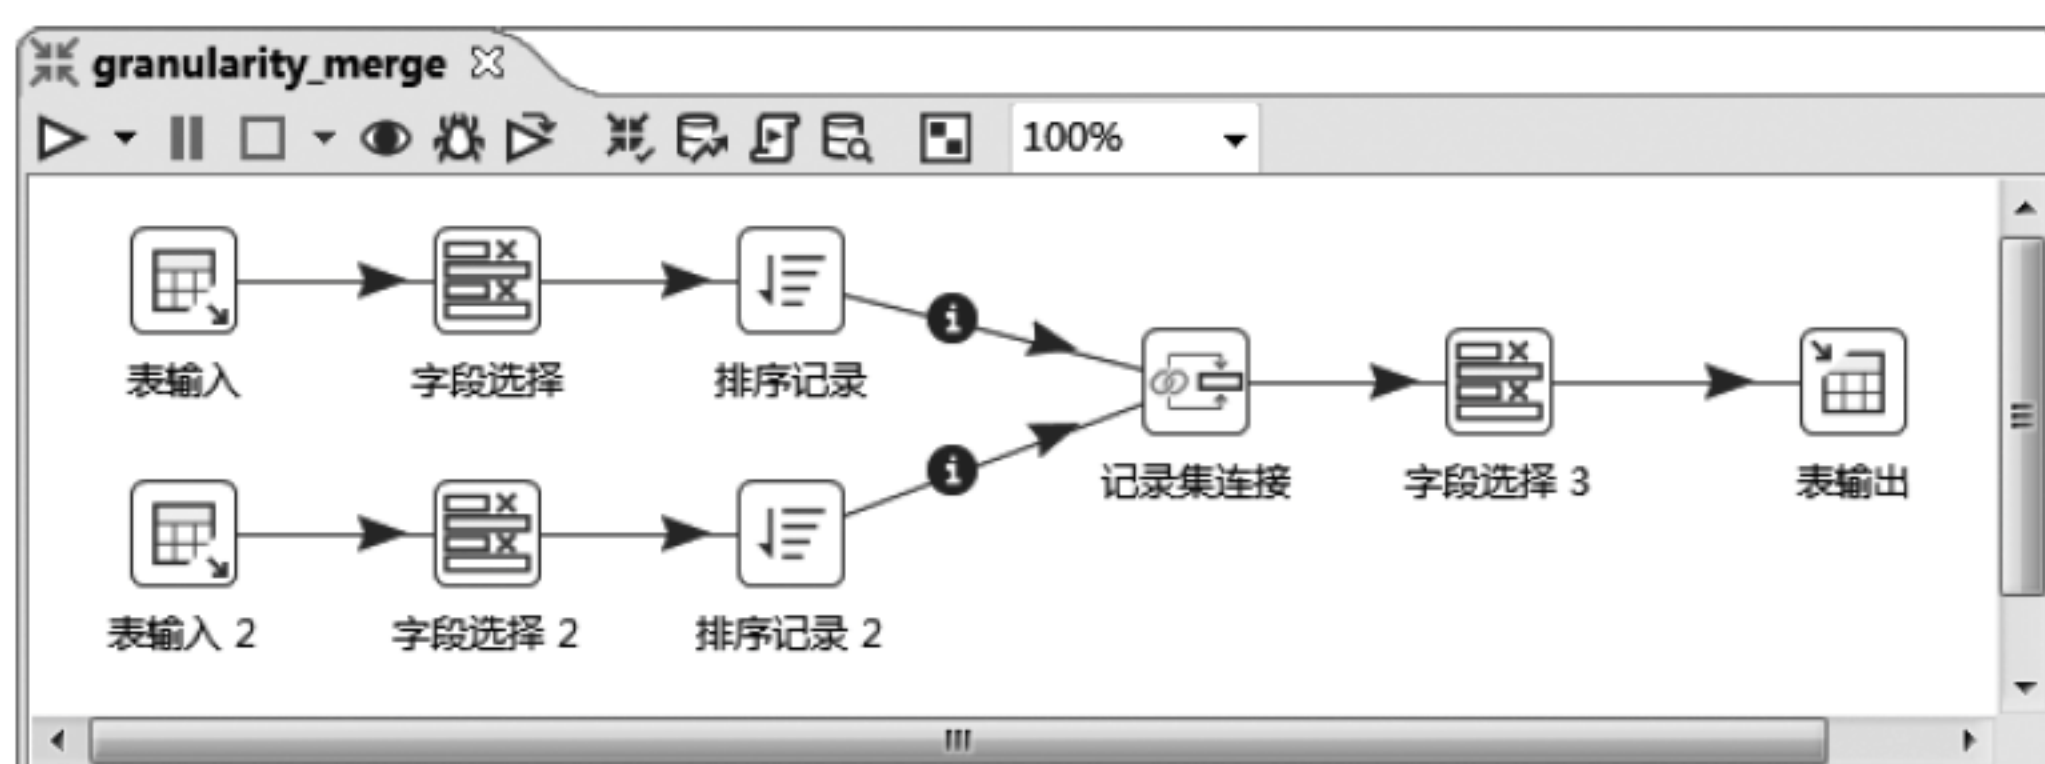 granularity_merge
100%
表输入
字段选择
排序记录
记录集连接
字段选择 3
表输出
表输入 2
字段选择 2
排序记录 2